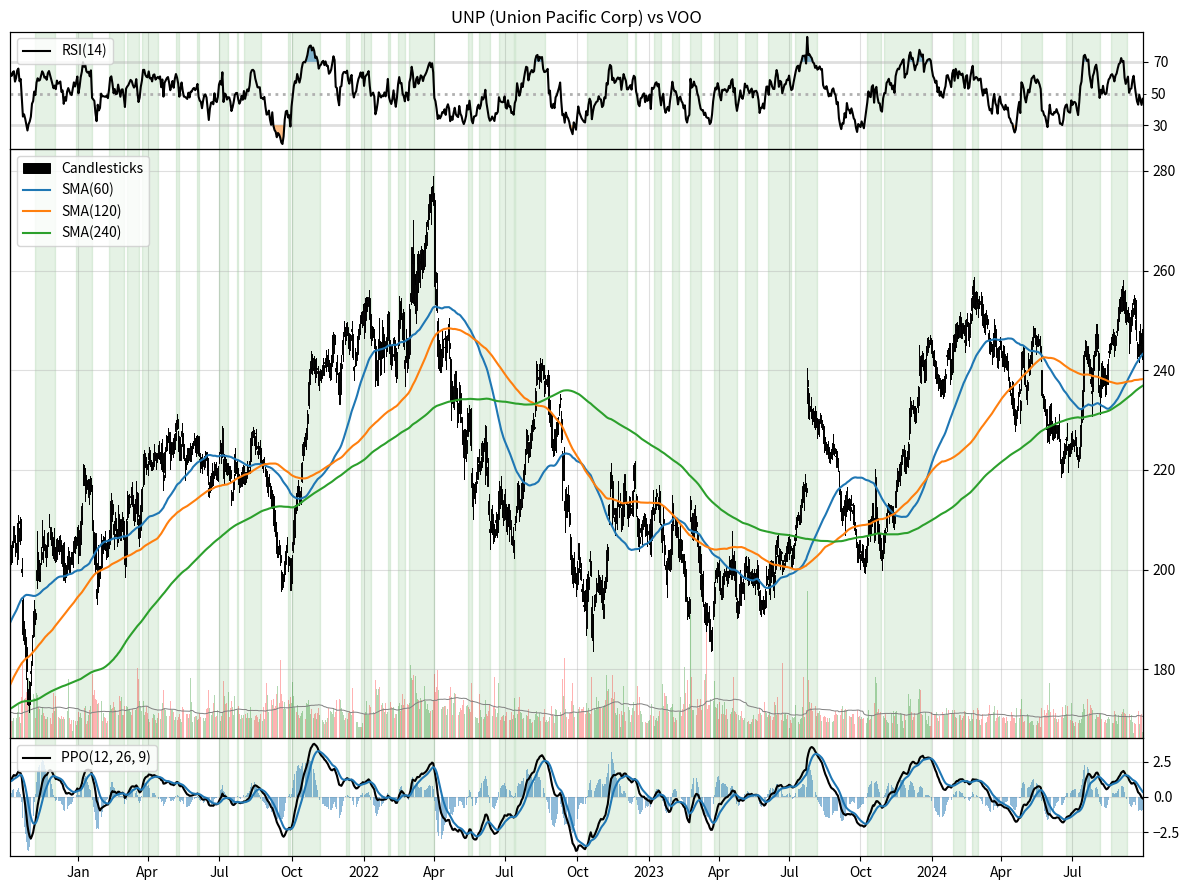 UNP (Union Pacific Corp) vs VOO
RSI(14)
70
50
30
Candlesticks
SMA(60)
SMA(120)
SMA(240)
280
260
240
220
200
180
PPO(12, 26, 9)
2.5
0.0
−2.5
Jan Apr Jul Oct 2022 Apr Jul Oct 2023 Apr Jul Oct 2024 Apr Jul